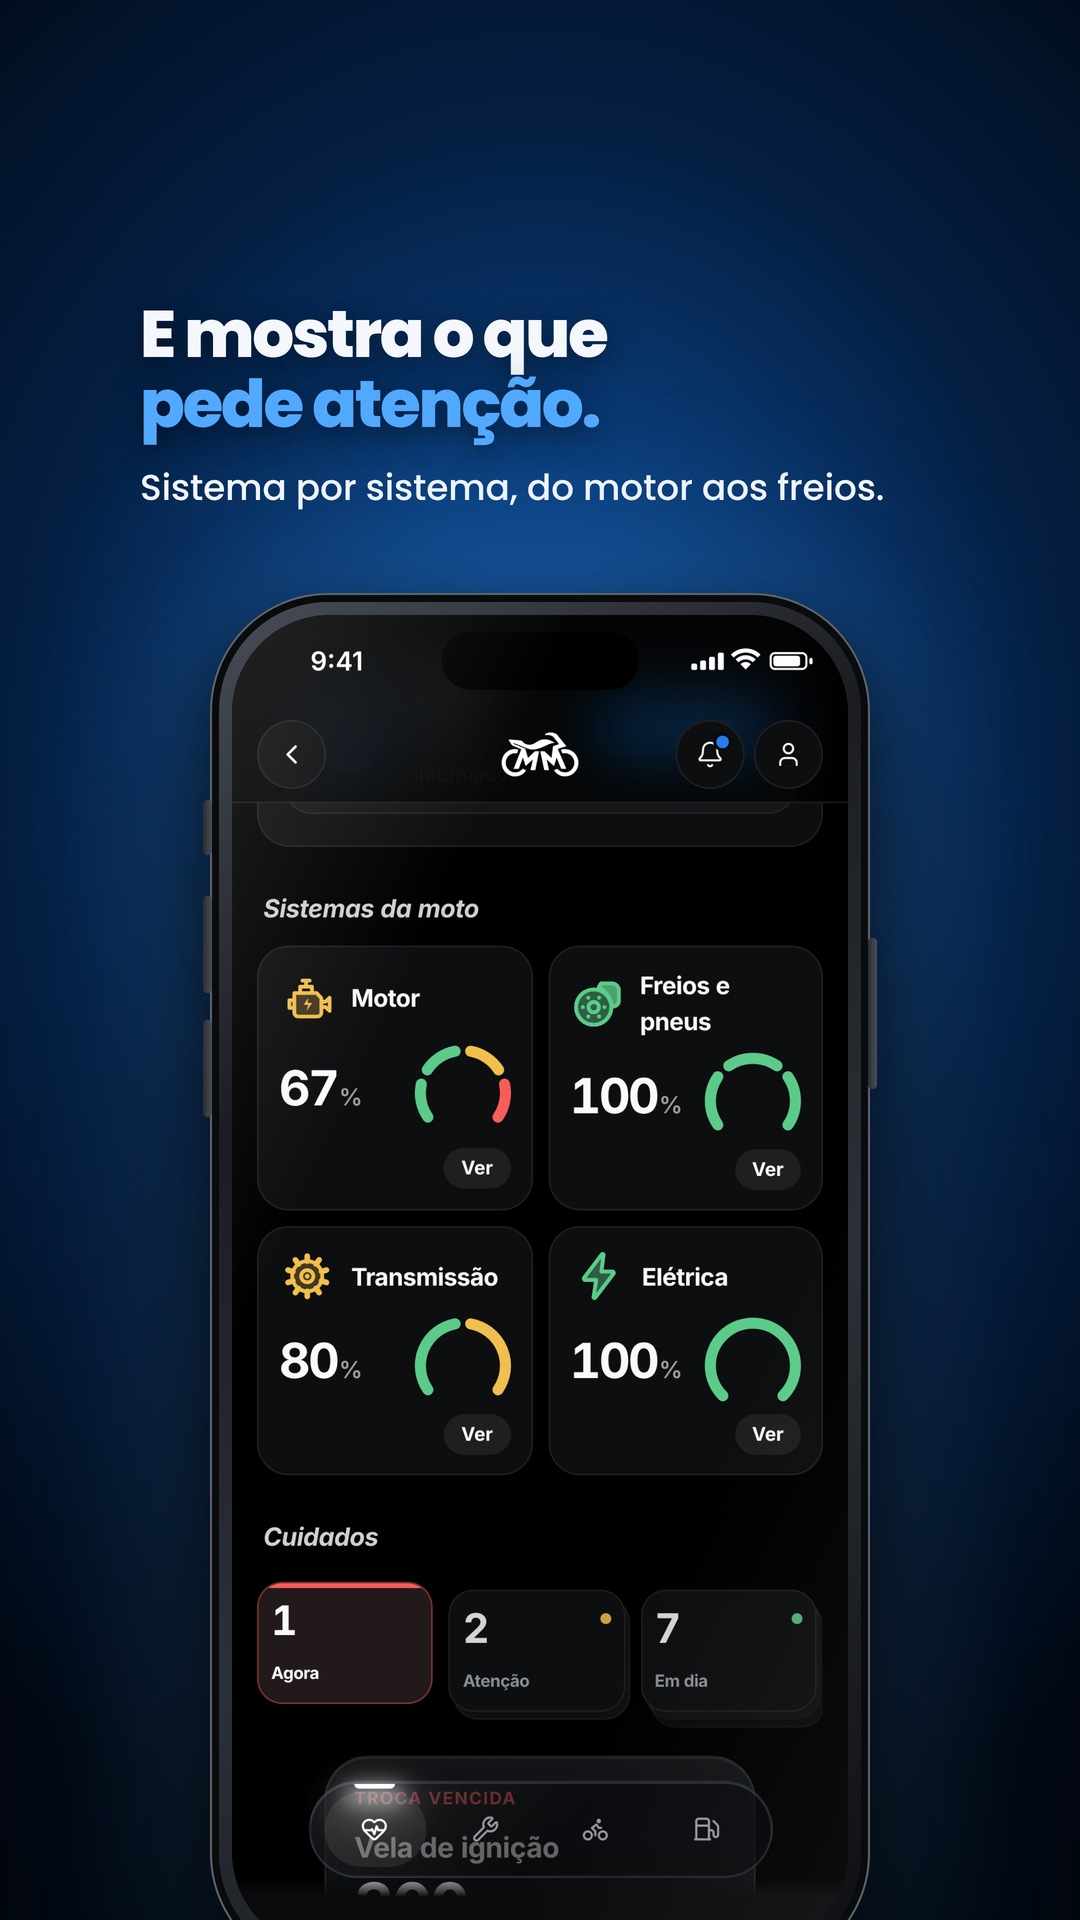 E mostra o que
pede atenção.
Sistema por sistema, do motor aos freios.
9:41
MM
informado
Sistemas da moto
Motor
67%
Ver
Freios e
pneus
100%
Ver
Transmissão
80%
Ver
Elétrica
100%
Ver
Cuidados
1
Agora
2
Atenção
7
Em dia
TROCA VENCIDA
Vela de ignição